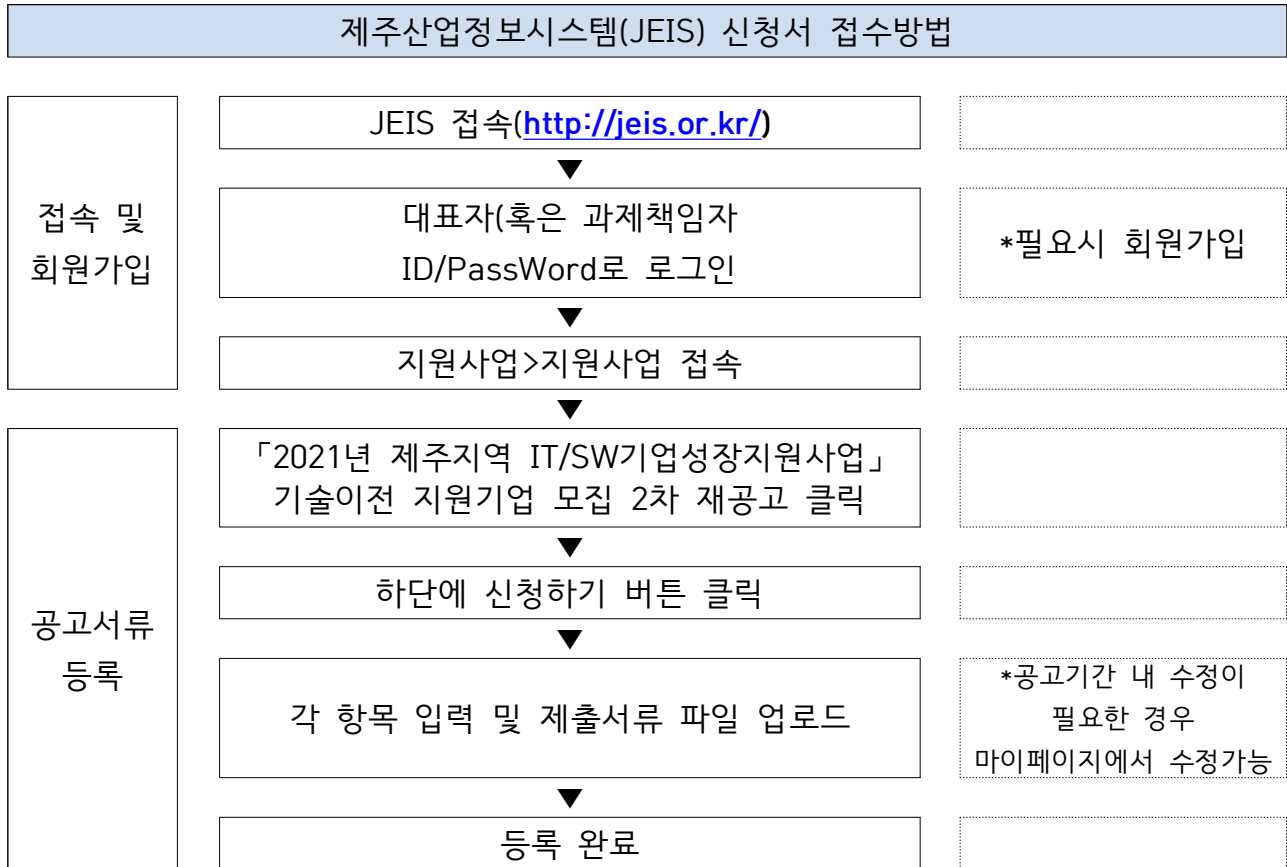 제주산업정보시스템(JEIS) 신청서 접수방법
접속 및
회원가입
JEIS 접속(http://jeis.or.kr/)
▼
대표자(혹은 과제책임자
ID/PassWord로 로그인
*필요시 회원가입
▼
지원사업>지원사업 접속
▼
공고서류
등록
「2021년 제주지역 IT/SW기업성장지원사업」
기술이전 지원기업 모집 2차 재공고 클릭
▼
하단에 신청하기 버튼 클릭
▼
각 항목 입력 및 제출서류 파일 업로드
*공고기간 내 수정이
필요한 경우
마이페이지에서 수정가능
▼
등록 완료